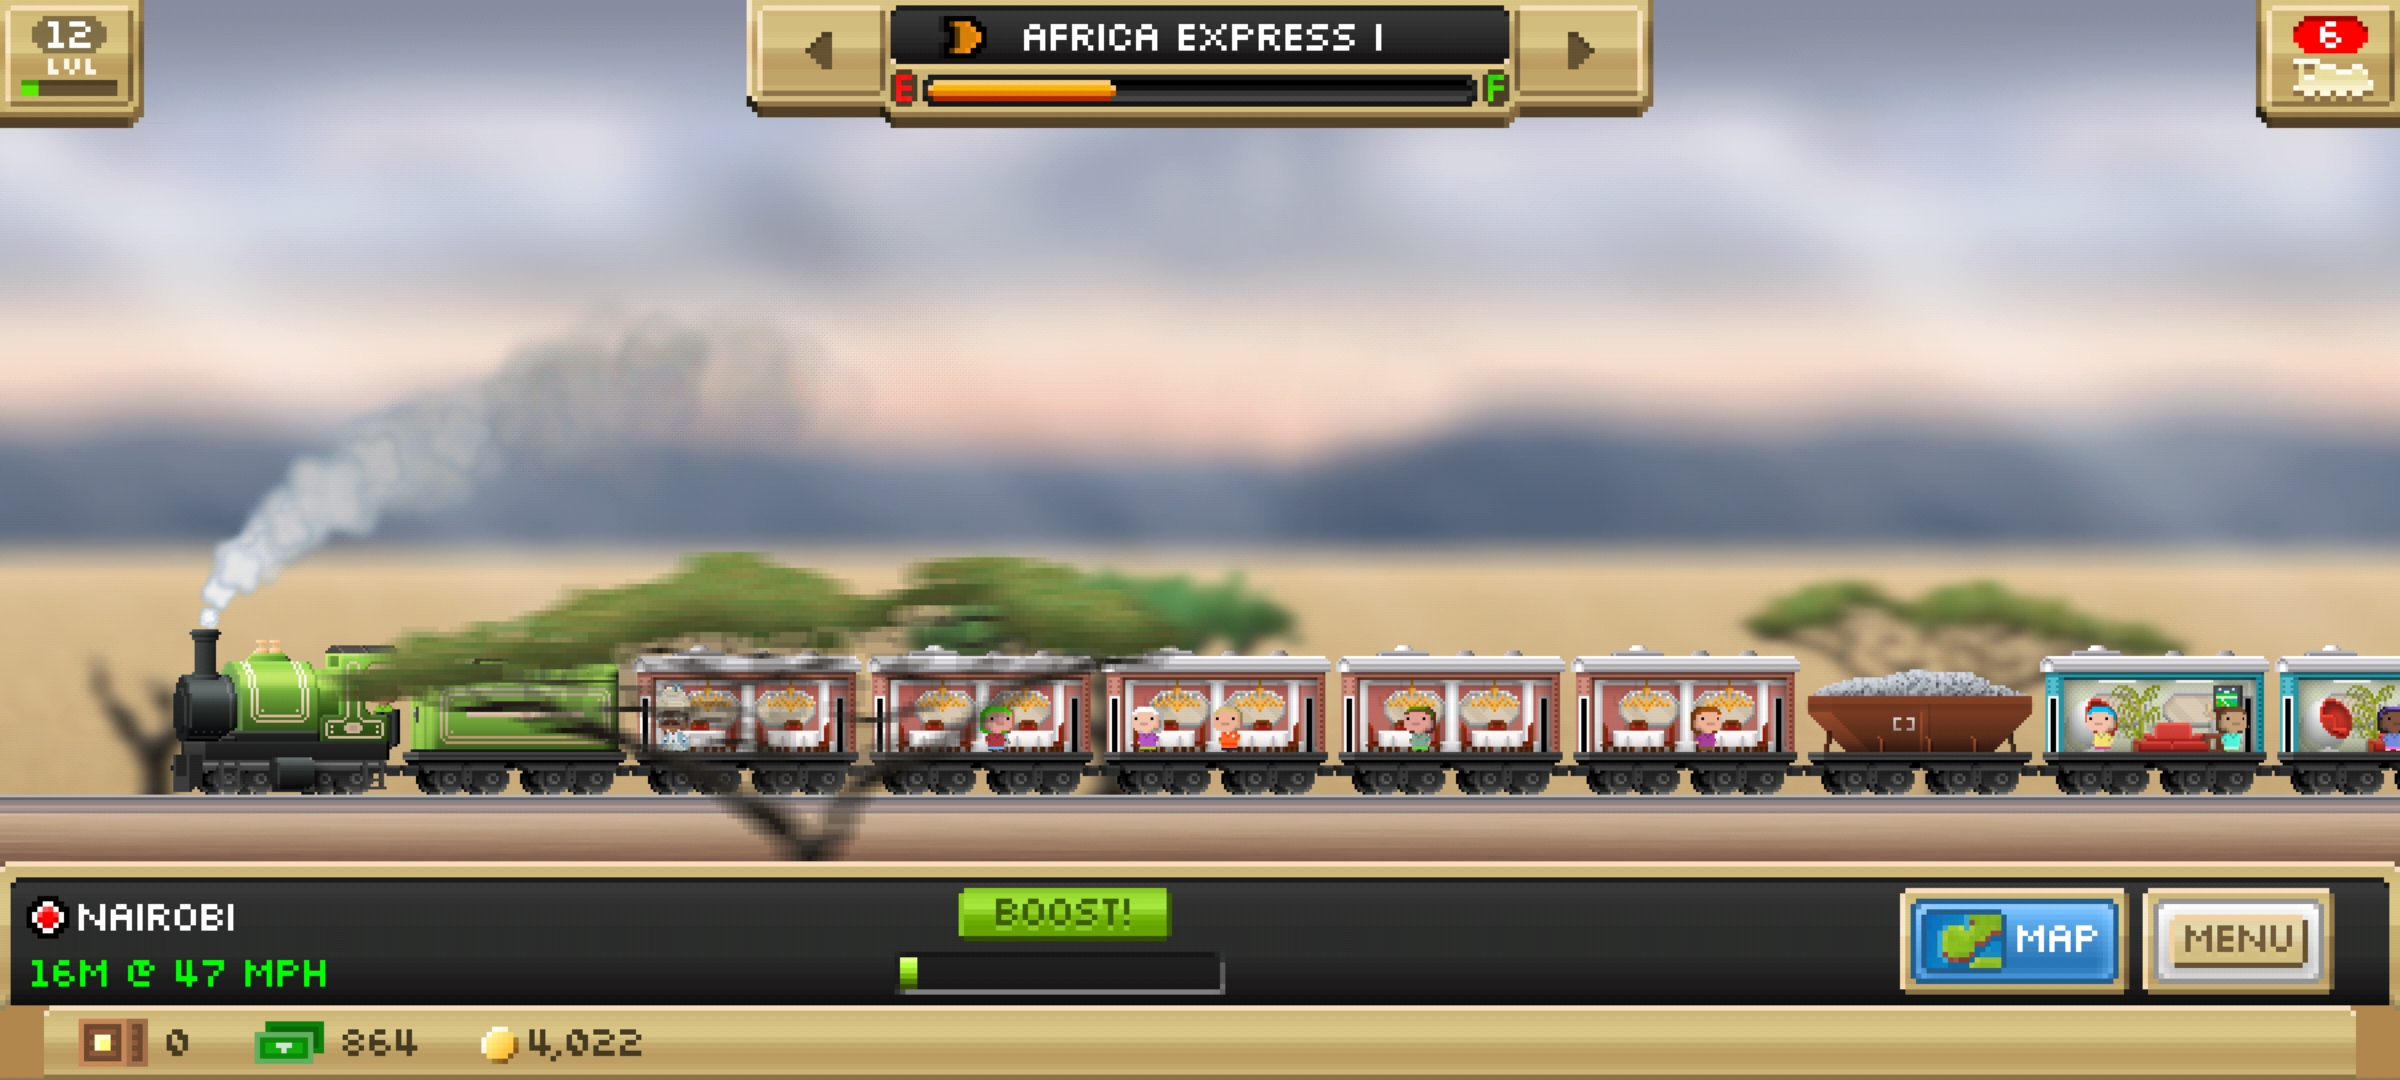 12
LVL
AFRICA EXPRESS I
E F
6
NAIROBI
16M @ 47 MPH
BOOST!
MAP
MENU
0 864 4,022